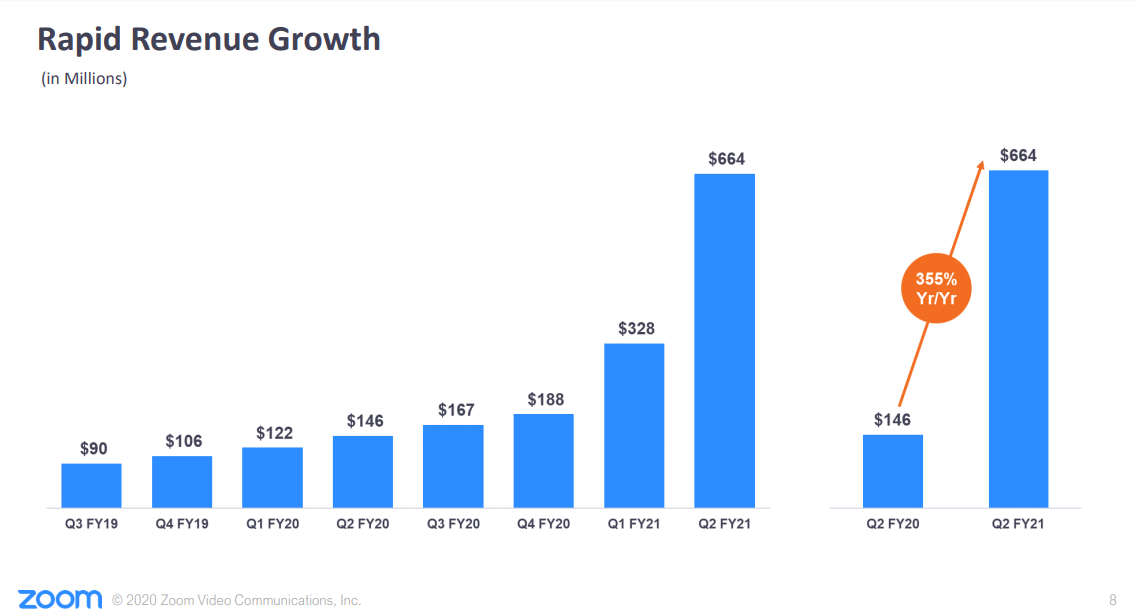 Rapid Revenue Growth
(in Millions)
$90
$106
$122
$146
$167
$188
$328
$664
Q3 FY19
Q4 FY19
Q1 FY20
Q2 FY20
Q3 FY20
Q4 FY20
Q1 FY21
Q2 FY21
$146
355%
Yr/Yr
$664
Q2 FY20
Q2 FY21
zoom © 2020 Zoom Video Communications, Inc.
8